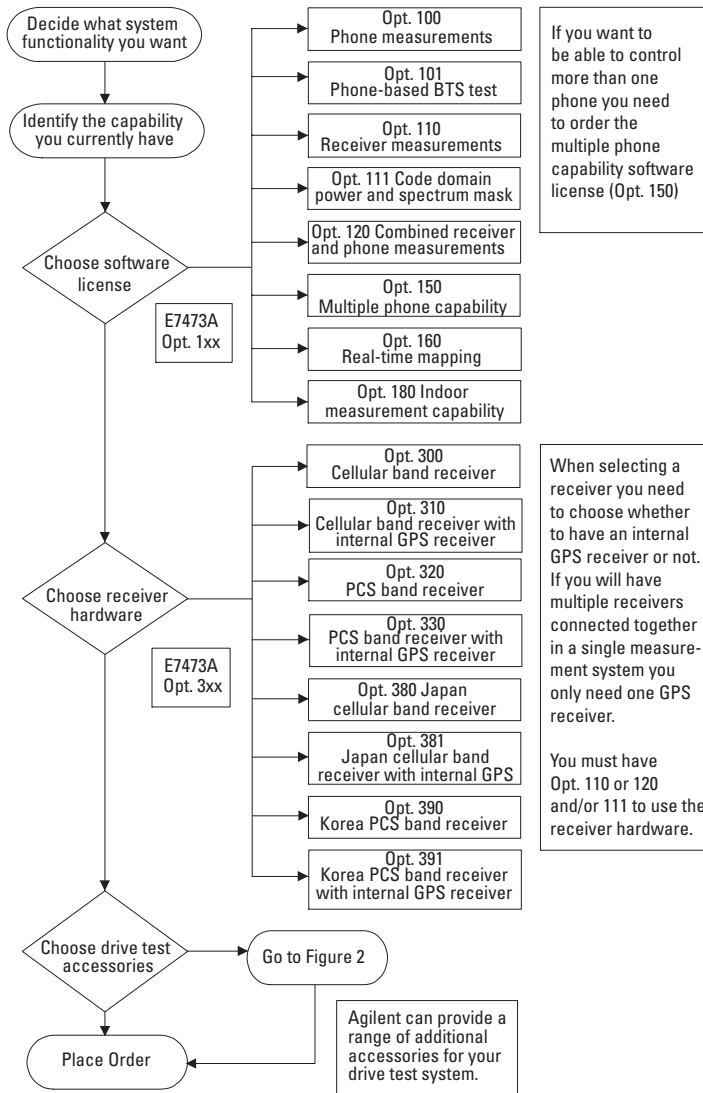 Decide what system
functionality you want
Identify the capability
you currently have
Choose software
license
E7473A
Opt. 1xx
Opt. 100
Phone measurements
Opt. 101
Phone-based BTS test
Opt. 110
Receiver measurements
Opt. 111 Code domain
power and spectrum mask
Opt. 120 Combined receiver
and phone measurements
Opt. 150
Multiple phone capability
Opt. 160
Real-time mapping
Opt. 180 Indoor
measurement capability
If you want to
be able to control
more than one
phone you need
to order the
multiple phone
capability software
license (Opt. 150)
Choose receiver
hardware
E7473A
Opt. 3xx
Opt. 300
Cellular band receiver
Opt. 310
Cellular band receiver with
internal GPS receiver
Opt. 320
PCS band receiver
Opt. 330
PCS band receiver with
internal GPS receiver
Opt. 380 Japan
cellular band receiver
Opt. 381
Japan cellular band
receiver with internal GPS
Opt. 390
Korea PCS band receiver
Opt. 391
Korea PCS band receiver
with internal GPS receiver
When selecting a
receiver you need
to choose whether
to have an internal
GPS receiver or not.
If you will have
multiple receivers
connected together
in a single measure-
ment system you
only need one GPS
receiver.
You must have
Opt. 110 or 120
and/or 111 to use the
receiver hardware.
Choose drive test
accessories
Go to Figure 2
Place Order
Agilent can provide a
range of additional
accessories for your
drive test system.